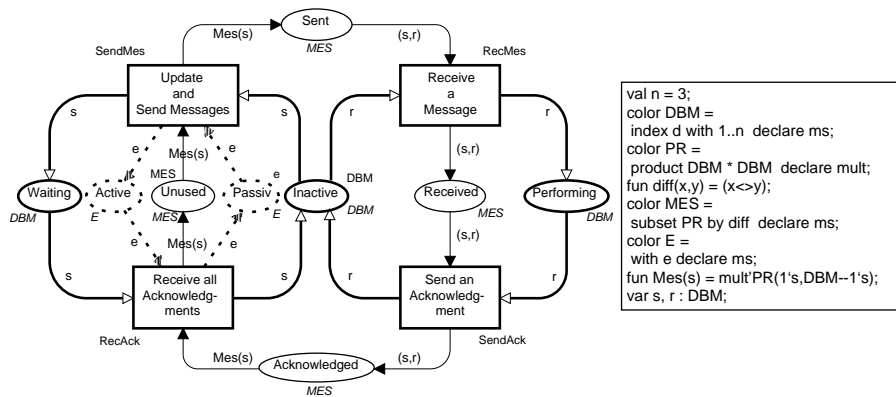 Sent
MES
Mes(s)
(s,r)
SendMes
RecMes
Update
and
Send Messages
Receive
a
Message
s
s
r
r
e
e
Mes(s)
(s,r)
MES
DBM
Waiting
Active
Unused
Passiv
Inactive
Received
Performing
DBM
E
MES
E
DBM
MES
DBM
s
e
Mes(s)
e
s
r
(s,r)
r
Receive all
Acknowledg-
ments
Send an
Acknowledg-
ment
RecAck
SendAck
Mes(s)
Acknowledged
(s,r)
MES
val n = 3;
color DBM =
index d with 1..n declare ms;
color PR =
product DBM * DBM declare mult;
fun diff(x,y) = (x<>y);
color MES =
subset PR by diff declare ms;
color E =
with e declare ms;
fun Mes(s) = mult'PR(1‘s,DBM--1‘s);
var s, r : DBM;